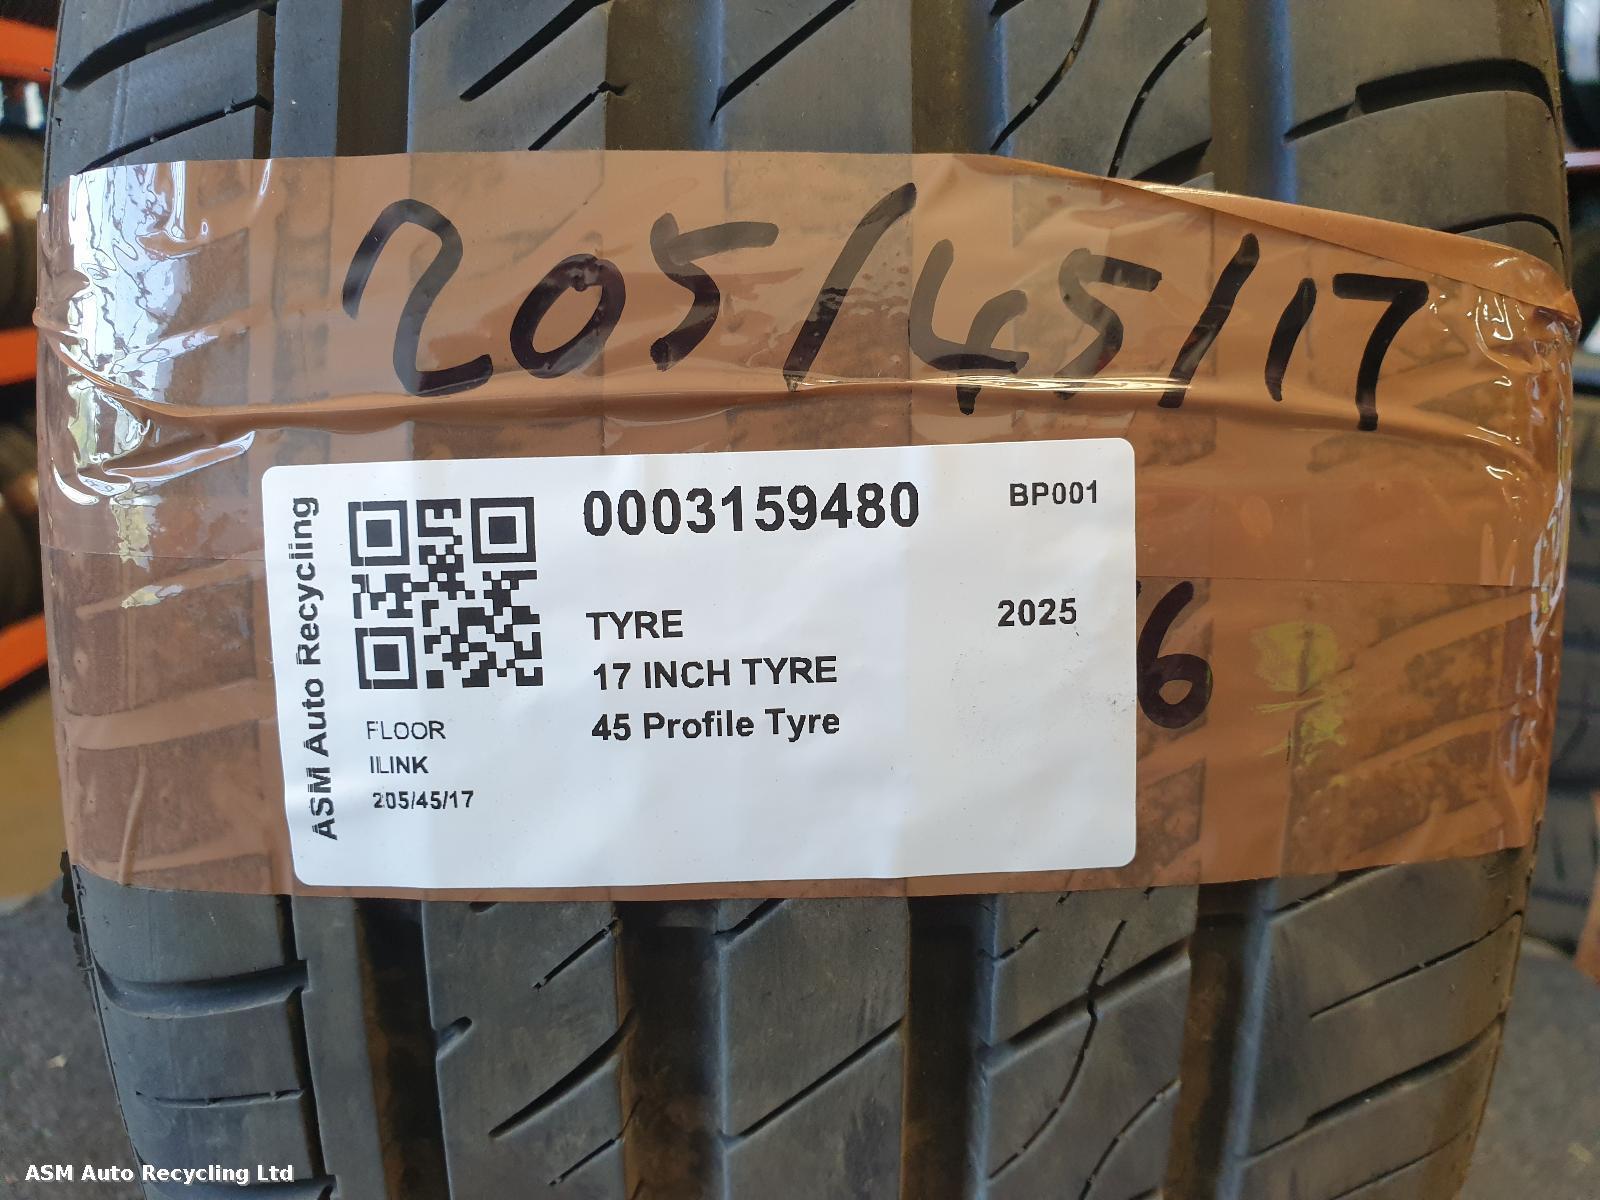 205/45/17
ASM Auto Recycling
0003159480
BP001
TYRE
2025
17 INCH TYRE
45 Profile Tyre
FLOOR
ILINK
205/45/17
6
ASM Auto Recycling Ltd